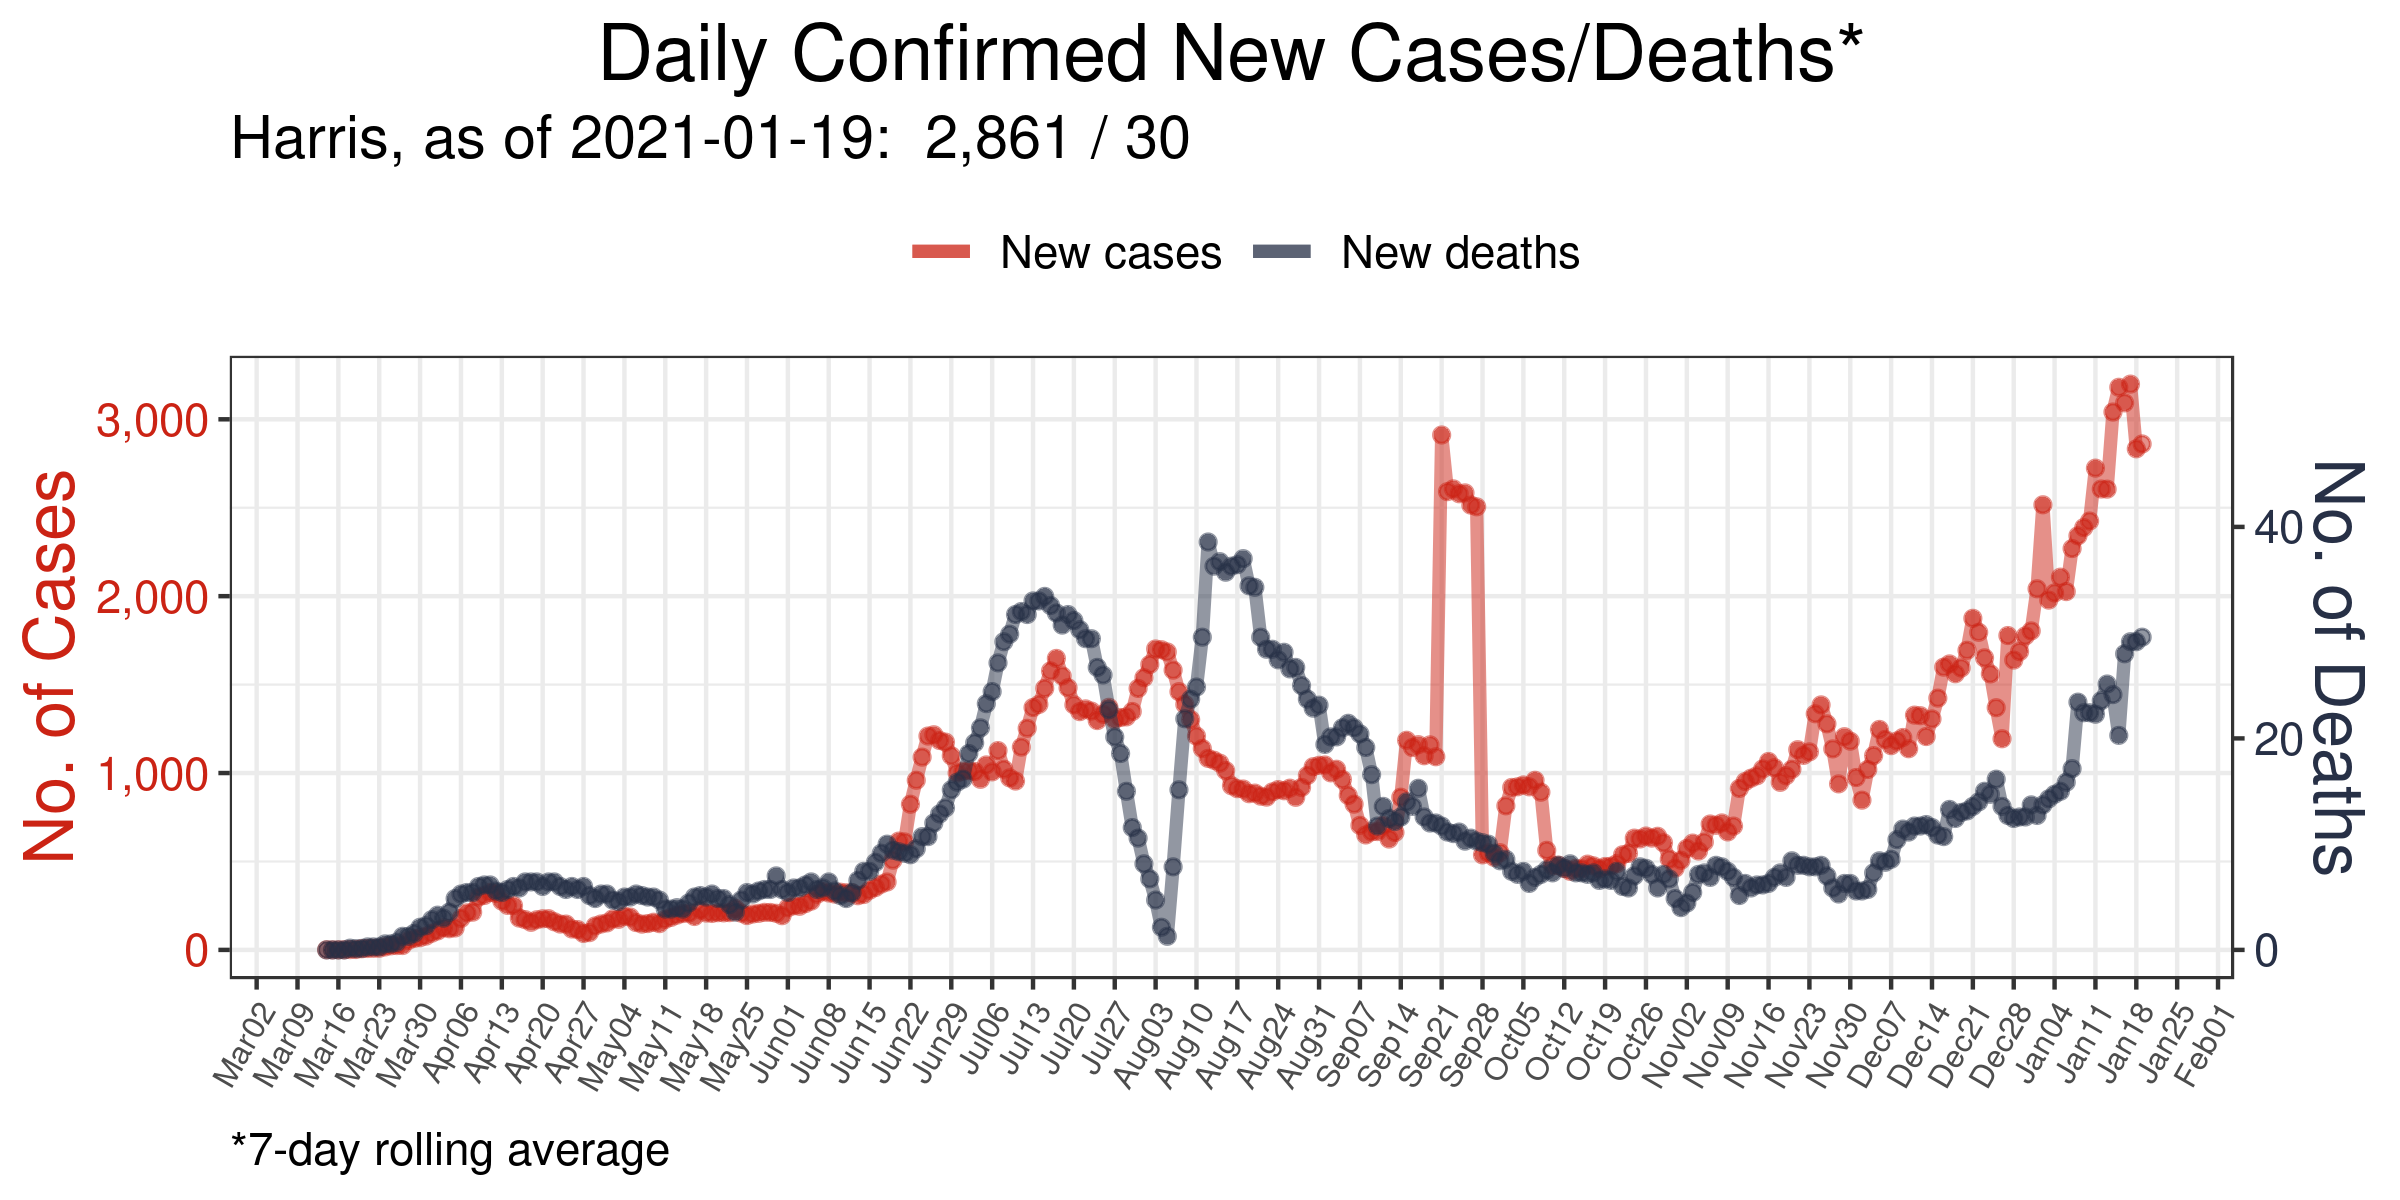 Daily Confirmed New Cases/Deaths*
Harris, as of 2021-01-19:  2,861 / 30
New cases
New deaths
No. of Cases
3,000
2,000
1,000
0
No. of Deaths
40
20
0
Mar02
Mar09
Mar16
Mar23
Mar30
Apr06
Apr13
Apr20
Apr27
May04
May11
May18
May25
Jun01
Jun08
Jun15
Jun22
Jun29
Jul06
Jul13
Jul20
Jul27
Aug03
Aug10
Aug17
Aug24
Aug31
Sep07
Sep14
Sep21
Sep28
Oct05
Oct12
Oct19
Oct26
Nov02
Nov09
Nov16
Nov23
Nov30
Dec07
Dec14
Dec21
Dec28
Jan04
Jan11
Jan18
Jan25
Feb01
*7-day rolling average